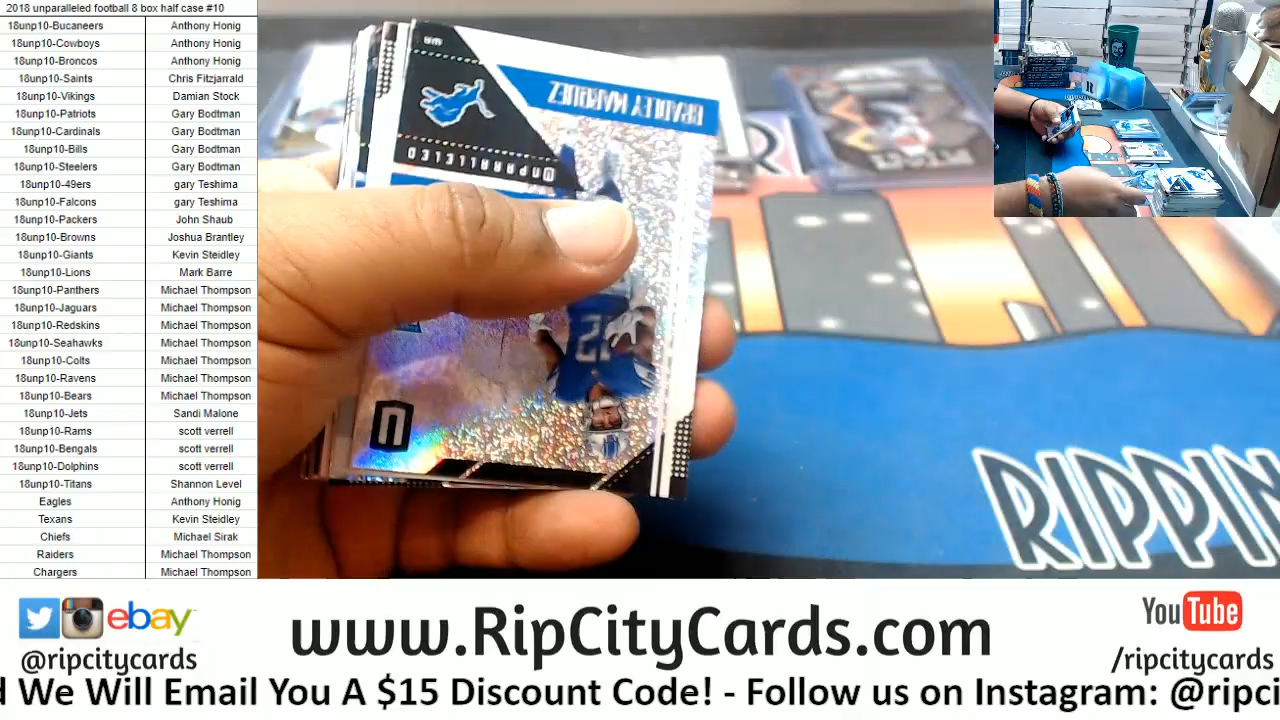 2018 unparalleled football 8 box half case #10
18unp10-Bucaneers Anthony Honig
18unp10-Cowboys Anthony Honig
18unp10-Broncos Anthony Honig
18unp10-Saints Chris Fitzjarrald
18unp10-Vikings Damian Stock
18unp10-Patriots Gary Bodtman
18unp10-Cardinals Gary Bodtman
18unp10-Bills Gary Bodtman
18unp10-Steelers Gary Bodtman
18unp10-49ers gary Teshima
18unp10-Falcons gary Teshima
18unp10-Packers John Shaub
18unp10-Browns Joshua Brantley
18unp10-Giants Kevin Steidley
18unp10-Lions Mark Barre
18unp10-Panthers Michael Thompson
18unp10-Jaguars Michael Thompson
18unp10-Redskins Michael Thompson
18unp10-Seahawks Michael Thompson
18unp10-Colts Michael Thompson
18unp10-Ravens Michael Thompson
18unp10-Bears Michael Thompson
18unp10-Jets Sandi Malone
18unp10-Rams scott verrell
18unp10-Bengals scott verrell
18unp10-Dolphins scott verrell
18unp10-Titans Shannon Level
Eagles Anthony Honig
Texans Kevin Steidley
Chiefs Michael Sirak
Raiders Michael Thompson
Chargers Michael Thompson
WR
BRADLEY MARQUEZ
UNPARALLELED
U
RIPPIN
ebay
@ripcitycards
www.RipCityCards.com
YouTube
/ripcitycards
d We Will Email You A $15 Discount Code! - Follow us on Instagram: @ripci